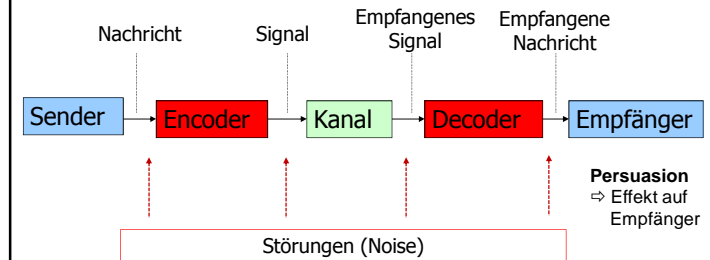 Nachricht
Signal
Empfangenes
Signal
Empfangene
Nachricht
Sender
Encoder
Kanal
Decoder
Empfänger
Persuasion
⇨ Effekt auf
Empfänger
Störungen (Noise)